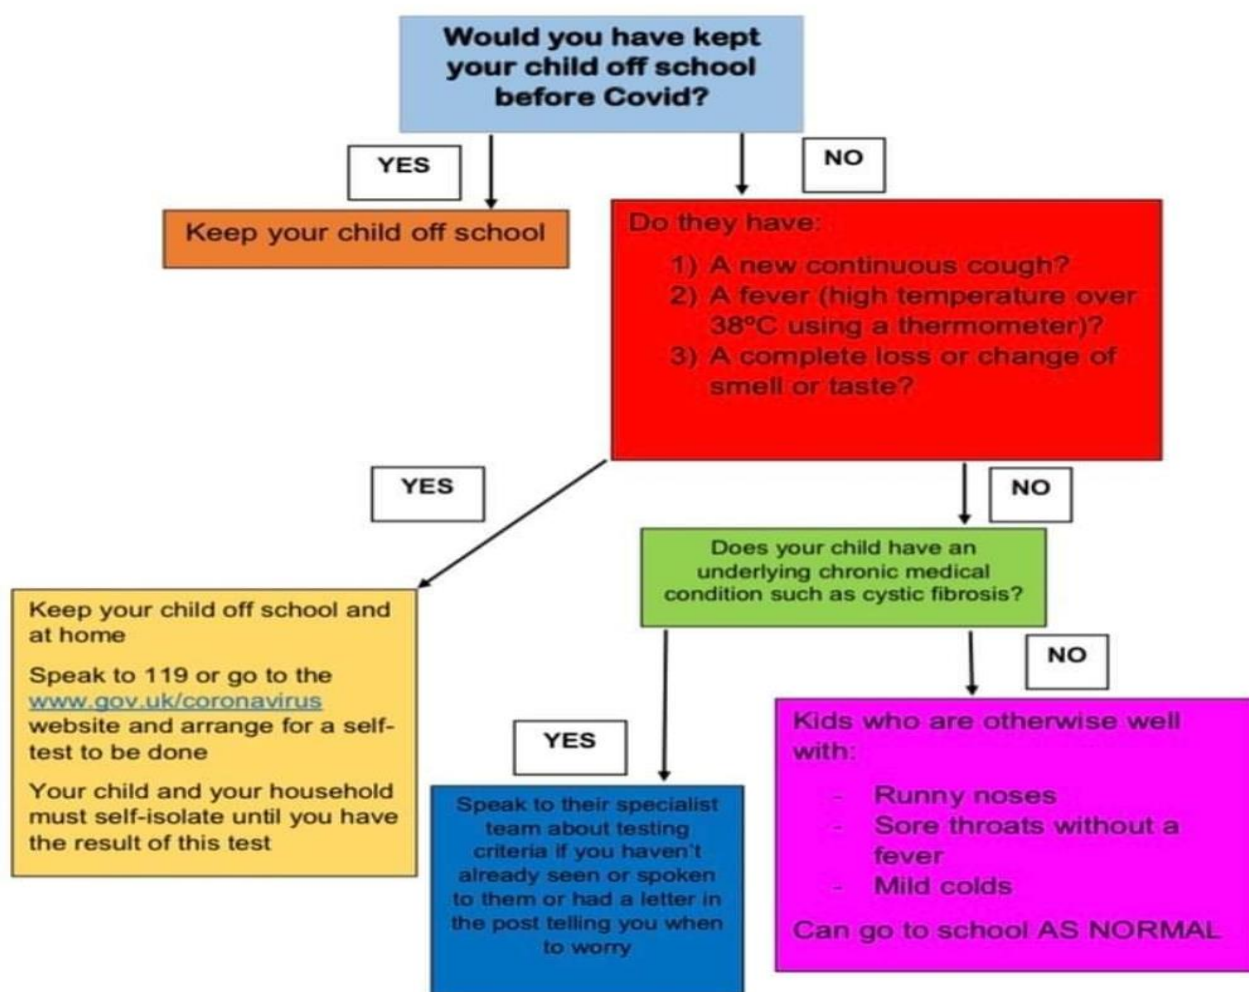 Would you have kept
your child off school
before Covid?
YES
NO
Keep your child off school
Do they have:
1) A new continuous cough?
2) A fever (high temperature over
38ºC using a thermometer)?
3) A complete loss or change of
smell or taste?
YES
NO
Does your child have an
underlying chronic medical
condition such as cystic fibrosis?
Keep your child off school and
at home
Speak to 119 or go to the
www.gov.uk/coronavirus
website and arrange for a self-
test to be done
Your child and your household
must self-isolate until you have
the result of this test
YES
NO
Speak to their specialist
team about testing
criteria if you haven't
already seen or spoken
to them or had a letter in
the post telling you when
to worry
Kids who are otherwise well
with:
- Runny noses
- Sore throats without a
fever
- Mild colds
Can go to school AS NORMAL